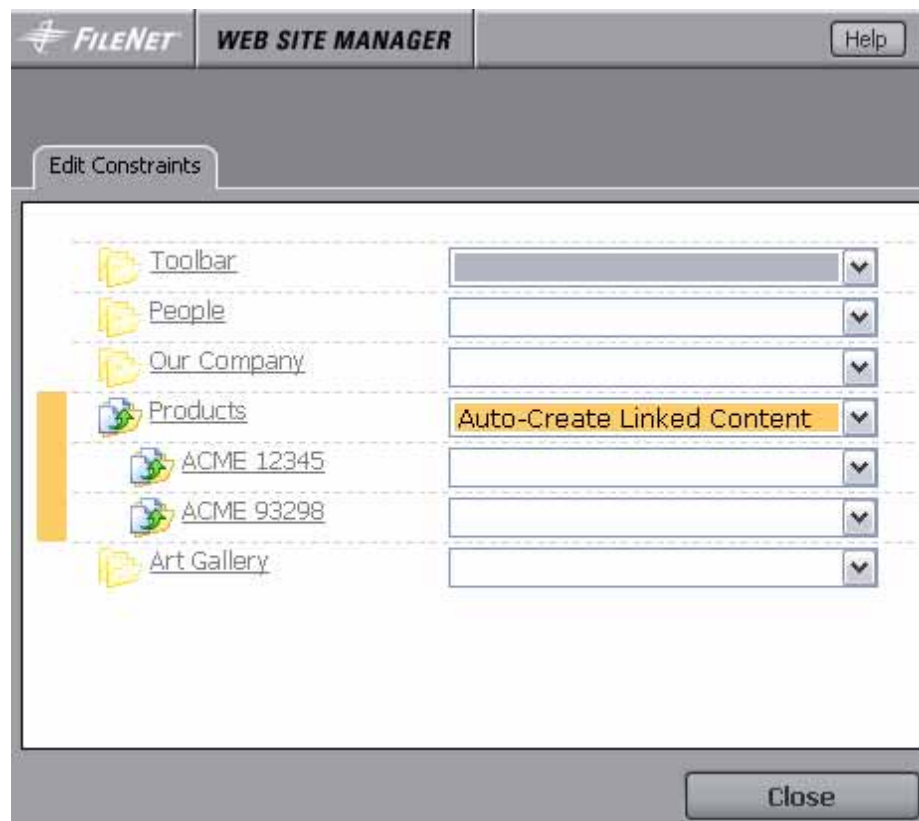 FILENET WEB SITE MANAGER Help
Edit Constraints
Toolbar
People
Our Company
Products Auto-Create Linked Content
ACME 12345
ACME 93298
Art Gallery
Close